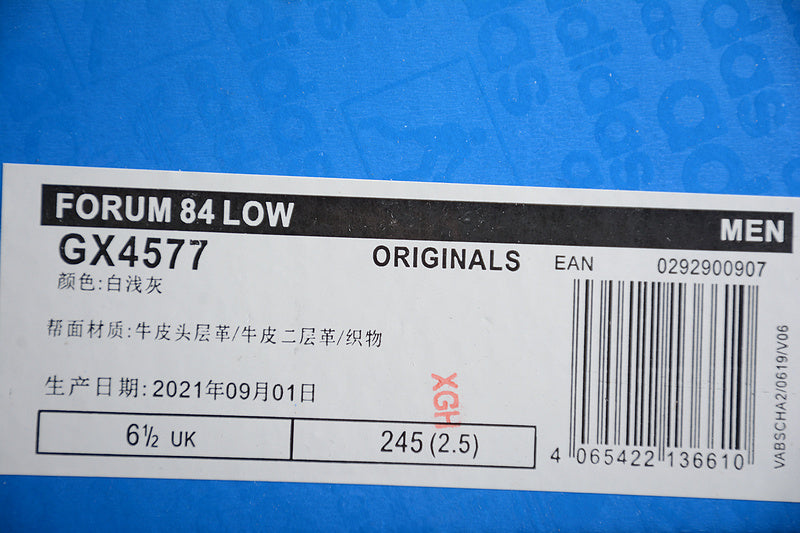 adidas
adidas
adidas
FORUM 84 LOW MEN
GX4577 ORIGINALS EAN 0292900907
颜色:白浅灰
帮面材质:牛皮头层革/牛皮二层革/织物
生产日期:2021年09月01日
XGH
6½ UK 245 (2.5)
4 065422 136610
VABSCHA2/0619/V06